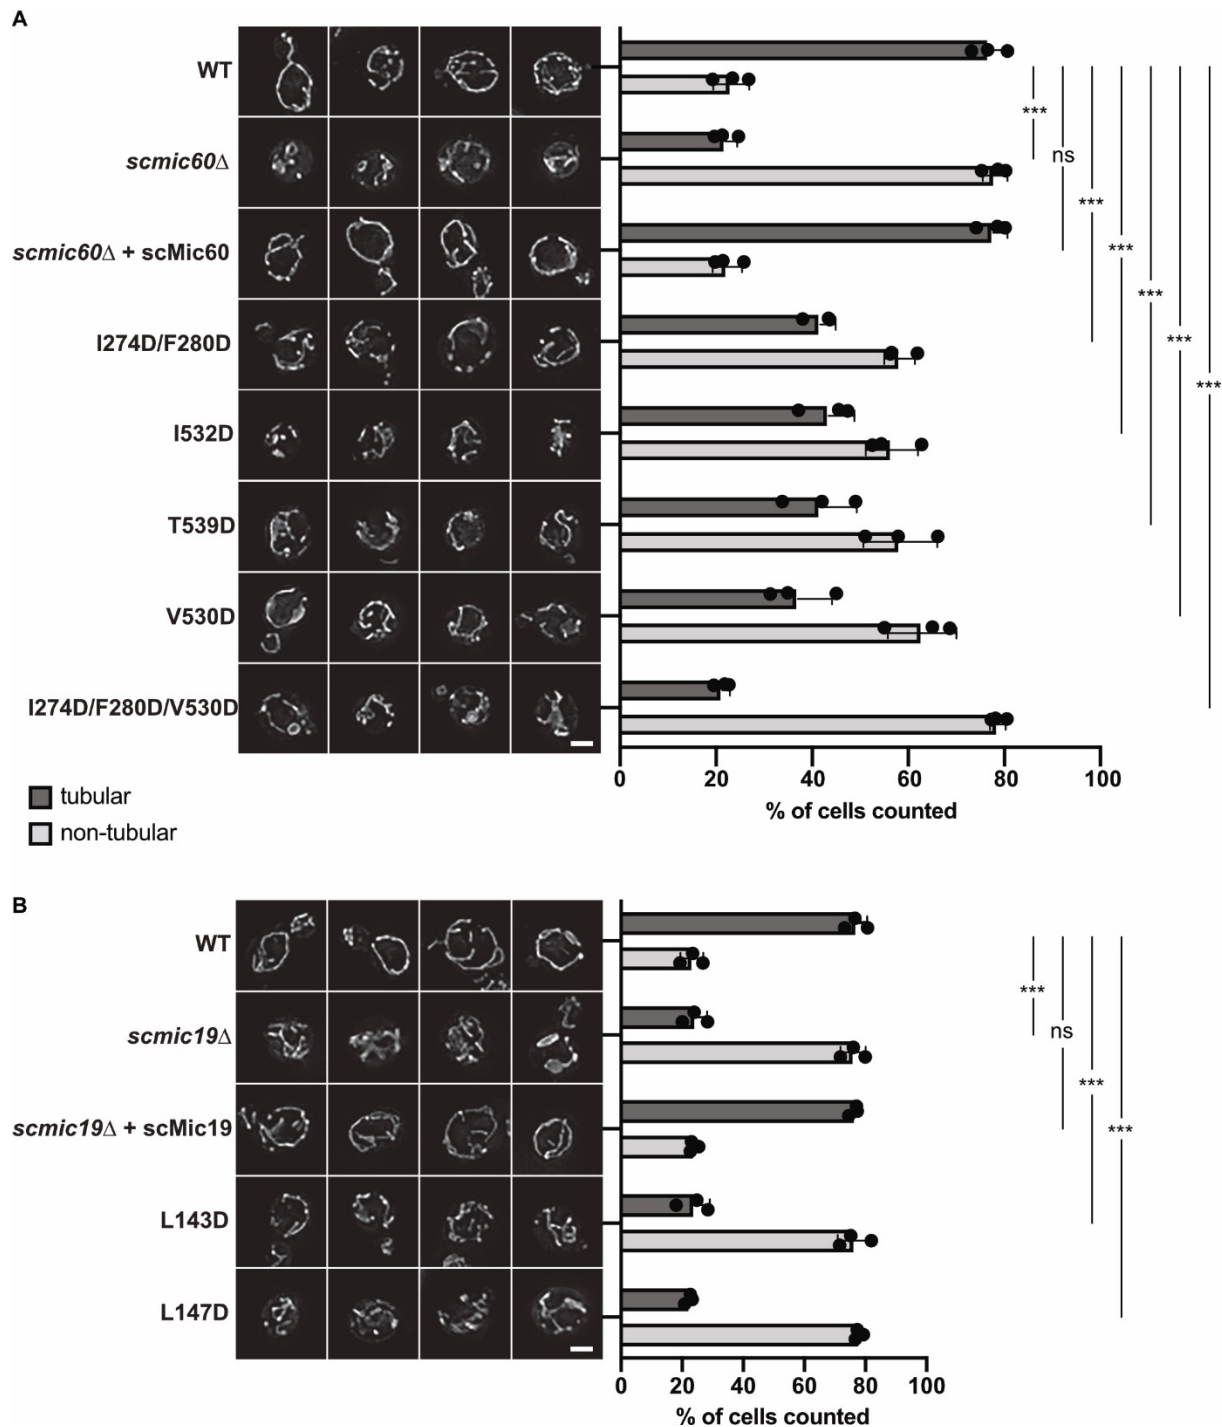 A
WT
***
scmic60Δ
ns
***
scmic60Δ + scMic60
***
***
I274D/F280D
***
***
I532D
T539D
V530D
I274D/F280D/V530D
0 20 40 60 80 100
% of cells counted
tubular
non-tubular
B
WT
***
scmic19Δ
ns
***
scmic19Δ + scMic19
***
L143D
L147D
0 20 40 60 80 100
% of cells counted